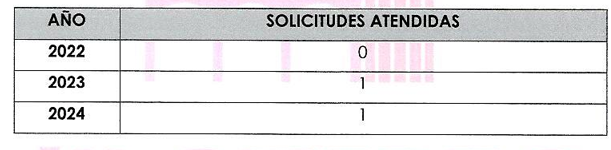 AÑO SOLICITUDES ATENDIDAS
2022 0
2023 1
2024 1